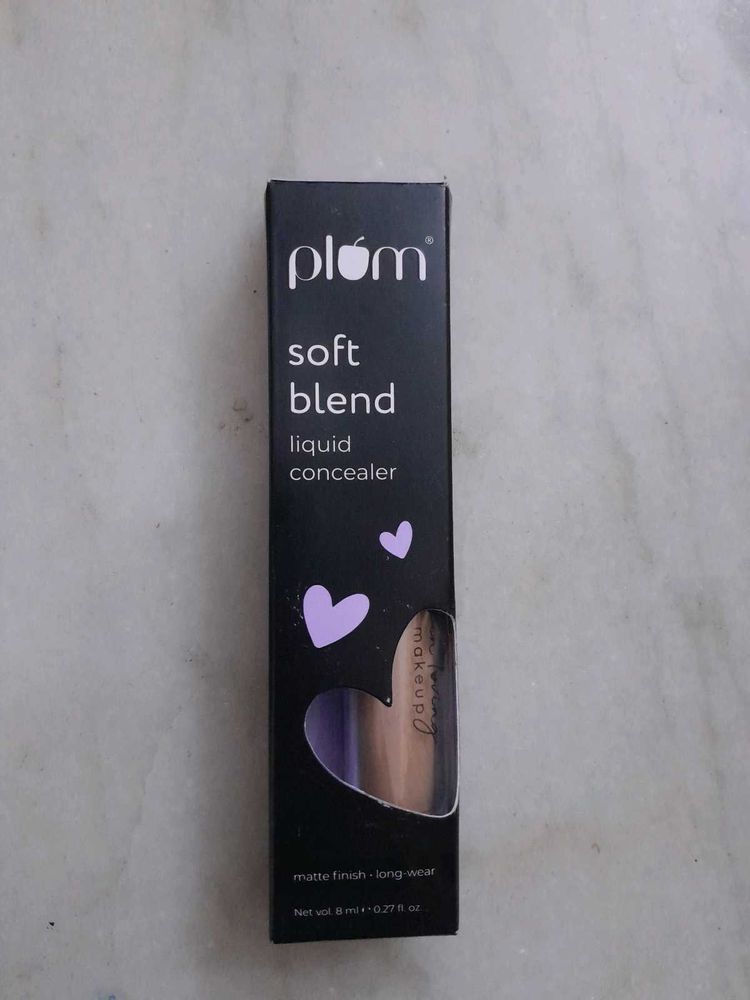 plum®
soft
blend
liquid
concealer
makeup
matte finish • long-wear
Net vol. 8 ml • 0.27 fl. oz.